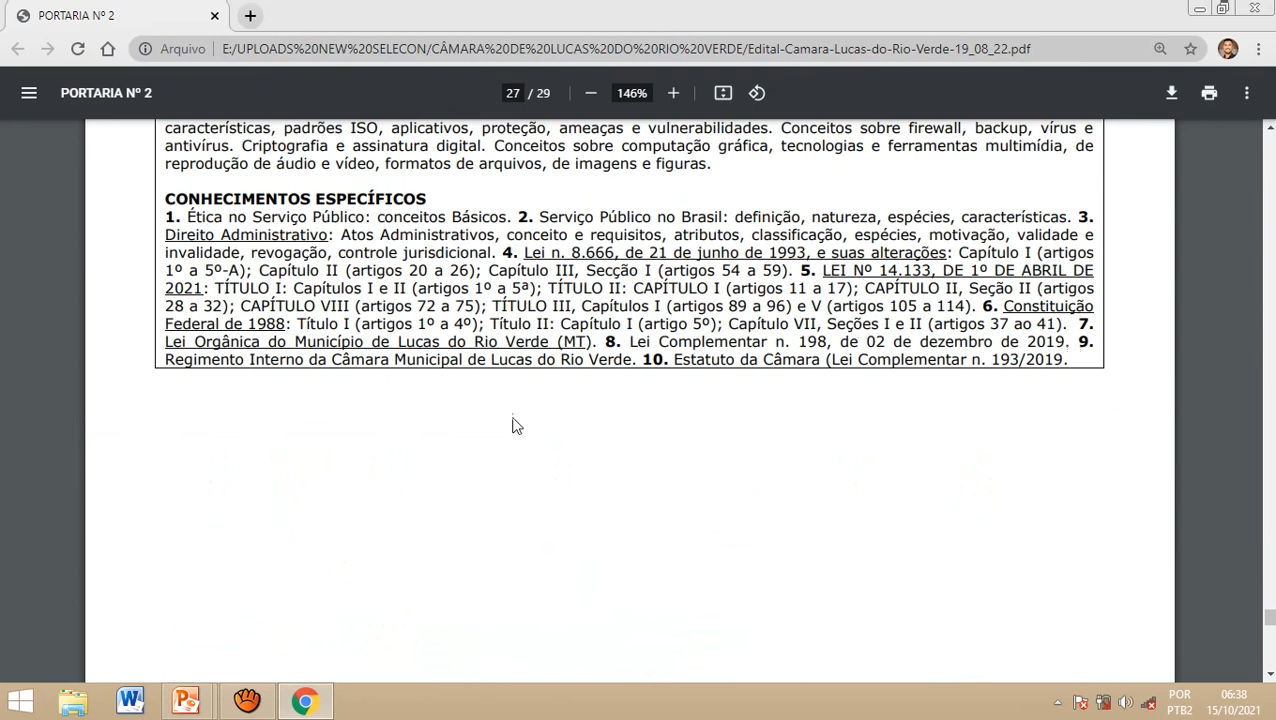 PORTARIA Nº 2
Arquivo
E:/UPLOADS%20NEW%20SELECON/CÂMARA%20DE%20LUCAS%20DO%20RIO%20VERDE/Edital-Camara-Lucas-do-Rio-Verde-19_08_22.pdf
PORTARIA Nº 2
27 / 29
146%
características, padrões ISO, aplicativos, proteção, ameaças e vulnerabilidades. Conceitos sobre firewall, backup, vírus e
antivírus. Criptografia e assinatura digital. Conceitos sobre computação gráfica, tecnologias e ferramentas multimídia, de
reprodução de áudio e vídeo, formatos de arquivos, de imagens e figuras.
CONHECIMENTOS ESPECÍFICOS
1. Ética no Serviço Público: conceitos Básicos. 2. Serviço Público no Brasil: definição, natureza, espécies, características. 3.
Direito Administrativo: Atos Administrativos, conceito e requisitos, atributos, classificação, espécies, motivação, validade e
invalidade, revogação, controle jurisdicional. 4. Lei n. 8.666, de 21 de junho de 1993, e suas alterações: Capítulo I (artigos
1º a 5º-A); Capítulo II (artigos 20 a 26); Capítulo III, Secção I (artigos 54 a 59). 5. LEI Nº 14.133, DE 1º DE ABRIL DE
2021: TÍTULO I: Capítulos I e II (artigos 1º a 5ª); TÍTULO II: CAPÍTULO I (artigos 11 a 17); CAPÍTULO II, Seção II (artigos
28 a 32); CAPÍTULO VIII (artigos 72 a 75); TÍTULO III, Capítulos I (artigos 89 a 96) e V (artigos 105 a 114). 6. Constituição
Federal de 1988: Título I (artigos 1º a 4º); Título II: Capítulo I (artigo 5º); Capítulo VII, Seções I e II (artigos 37 ao 41). 7.
Lei Orgânica do Município de Lucas do Rio Verde (MT). 8. Lei Complementar n. 198, de 02 de dezembro de 2019. 9.
Regimento Interno da Câmara Municipal de Lucas do Rio Verde. 10. Estatuto da Câmara (Lei Complementar n. 193/2019.
POR
PTB2
06:38
15/10/2021